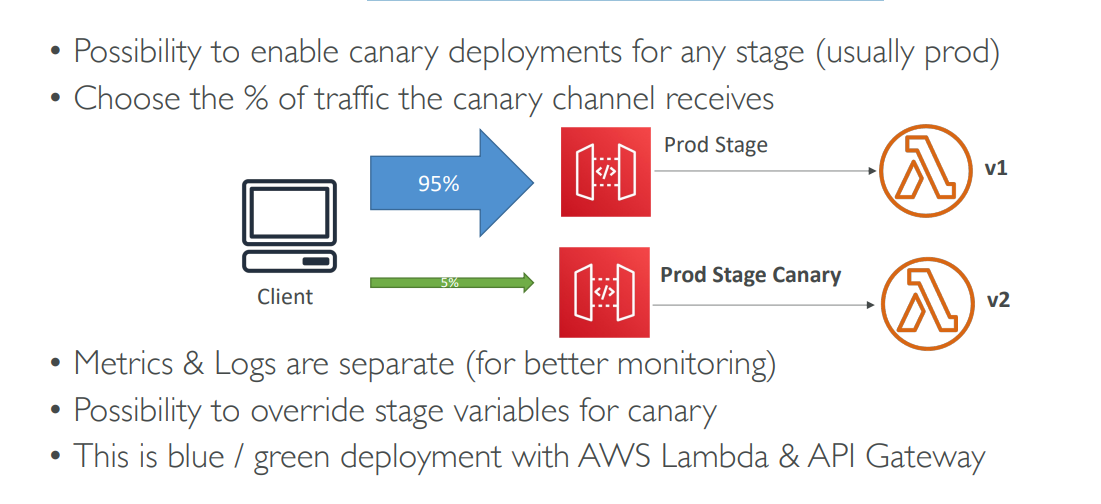 • Possibility to enable canary deployments for any stage (usually prod)
• Choose the % of traffic the canary channel receives
95%
</>
Prod Stage
v1
Client
5%
</>
Prod Stage Canary
v2
• Metrics & Logs are separate (for better monitoring)
• Possibility to override stage variables for canary
• This is blue / green deployment with AWS Lambda & API Gateway